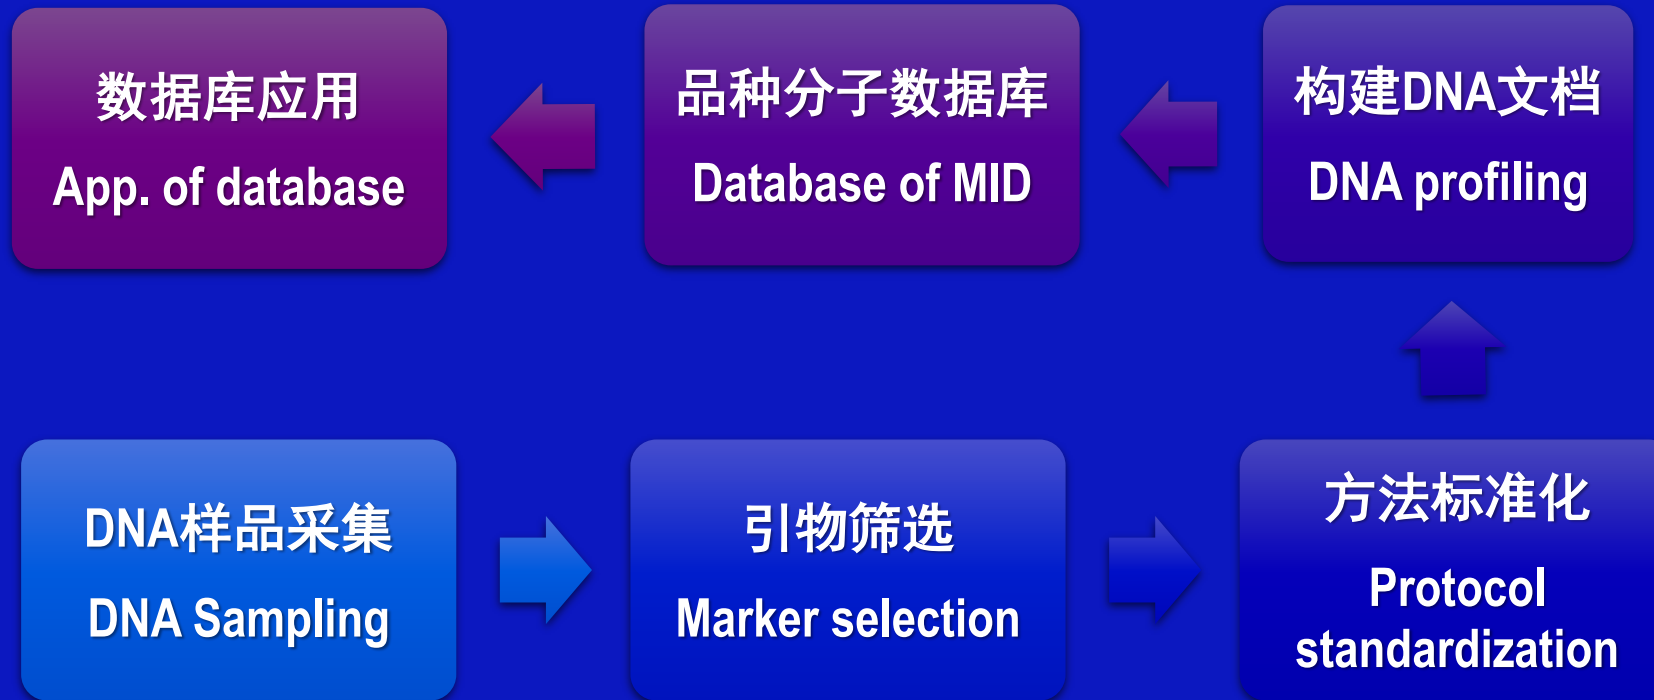 数据库应用
App. of database
品种分子数据库
Database of MID
构建DNA文档
DNA profiling
DNA样品采集
DNA Sampling
引物筛选
Marker selection
方法标准化
Protocol
standardization